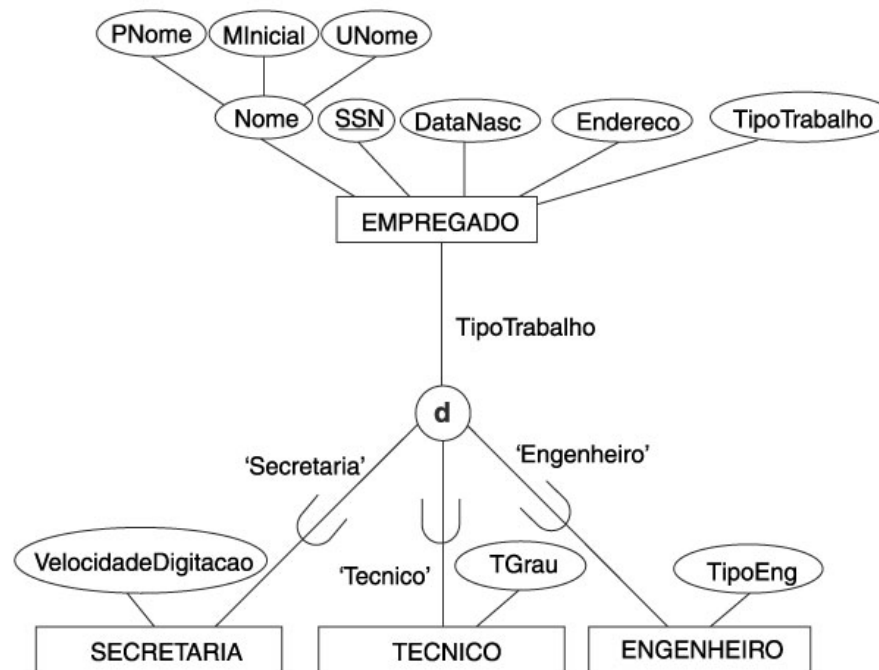 PNome MInicial UNome
Nome SSN DataNasc Endereco TipoTrabalho
EMPREGADO
TipoTrabalho
d
‘Secretaria’ ‘Engenheiro’
VelocidadeDigitacao ‘Tecnico’ TGrau TipoEng
SECRETARIA TECNICO ENGENHEIRO